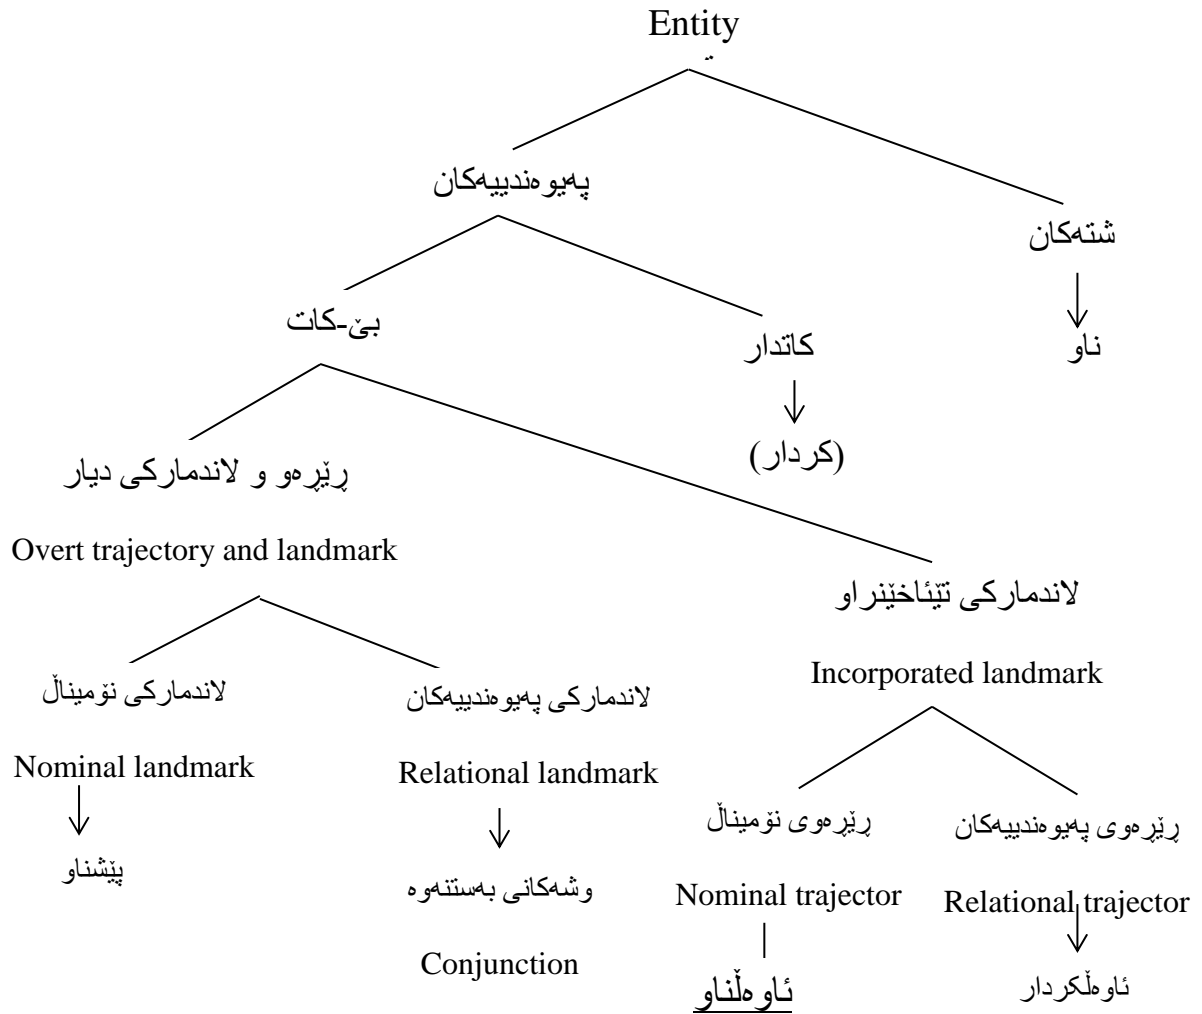 Entity
پەیوەندییەکان
شتەکان
بێ-کات
کاتدار
ناو
(کردار)
ڕێڕەو و لاندمارکی دیار
Overt trajectory and landmark
لاندمارکی تێئاخێنراو
Incorporated landmark
لاندمارکی نۆمیناڵ
لاندمارکی پەیوەندییەکان
Nominal landmark
Relational landmark
ڕێڕەوی نۆمیناڵ
ڕێڕەوی پەیوەندییەکان
پێشناو
وشەکانی بەستنەوە
Nominal trajector
Relational trajector
Conjunction
ئاوەڵناو
ئاوەڵکردار